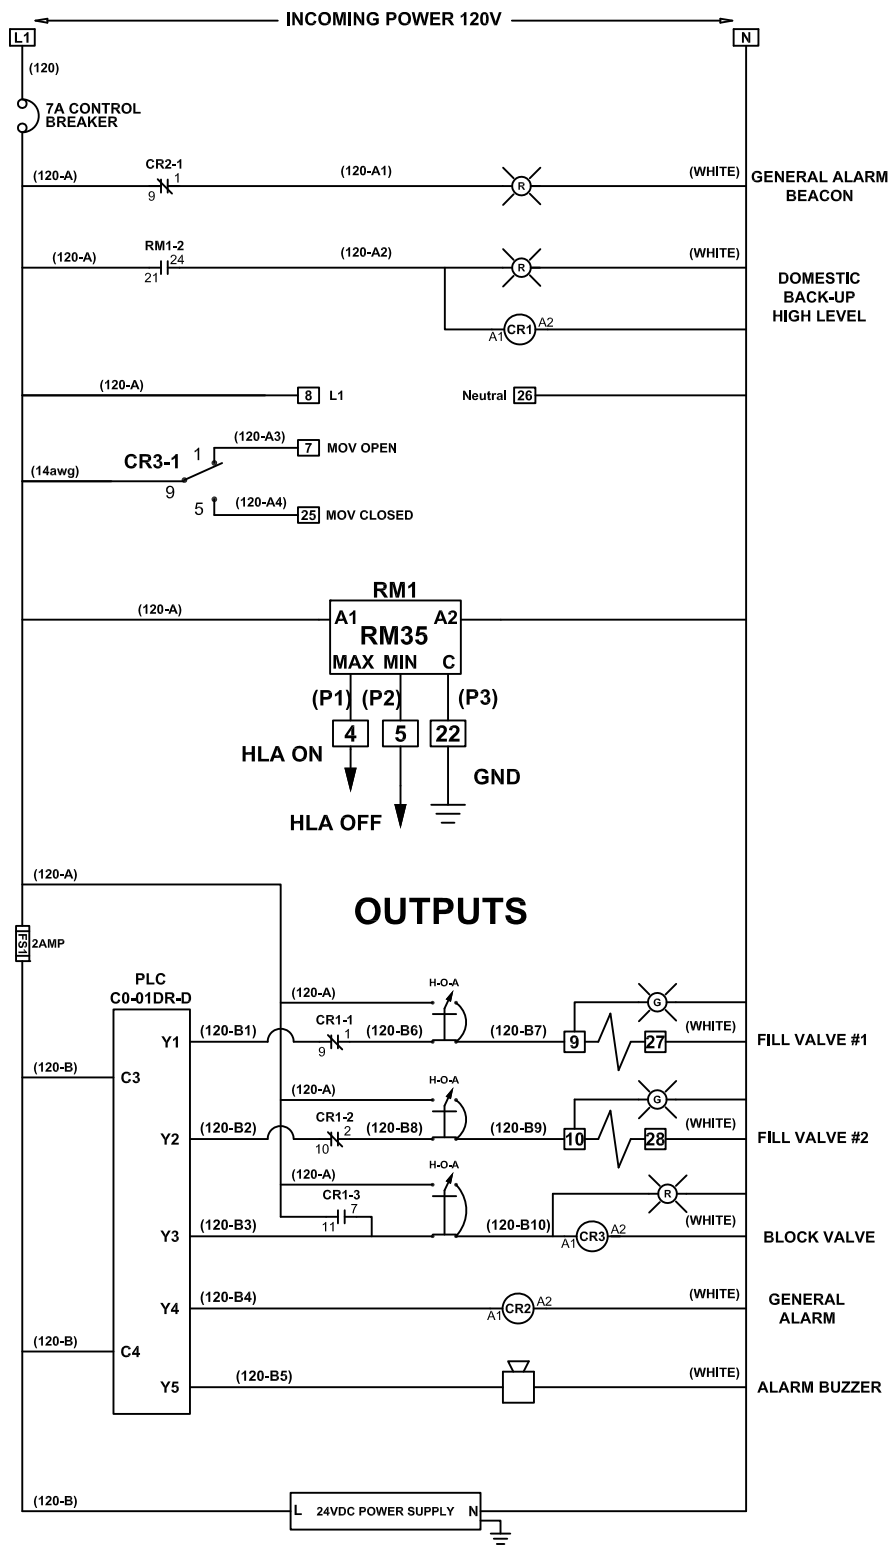 INCOMING POWER 120V
L1
N
(120)
7A CONTROL
BREAKER
CR2-1
(120-A)
1
9
(120-A1)
R
(WHITE)
GENERAL ALARM
BEACON
RM1-2
(120-A)
24
21
(120-A2)
R
(WHITE)
DOMESTIC
BACK-UP
HIGH LEVEL
A1
CR1
A2
(120-A)
8
L1
Neutral
26
(120-A3)
7
MOV OPEN
CR3-1
1
(14awg)
9
5
(120-A4)
25
MOV CLOSED
RM1
(120-A)
A1
A2
RM35
MAX
MIN
C
(P1)
(P2)
(P3)
4
5
22
HLA ON
GND
HLA OFF
(120-A)
OUTPUTS
FS1
2AMP
PLC
C0-01DR-D
(120-A)
H-O-A
G
Y1
(120-B1)
CR1-1
1
9
(120-B6)
(120-B7)
9
27
(WHITE)
FILL VALVE #1
(120-B)
C3
(120-A)
H-O-A
G
Y2
(120-B2)
CR1-2
2
10
(120-B8)
(120-B9)
10
28
(WHITE)
FILL VALVE #2
(120-A)
H-O-A
R
CR1-3
7
11
Y3
(120-B3)
(120-B10)
A1
CR3
A2
(WHITE)
BLOCK VALVE
Y4
(120-B4)
A1
CR2
A2
(WHITE)
GENERAL
ALARM
(120-B)
C4
Y5
(120-B5)
(WHITE)
ALARM BUZZER
(120-B)
L
24VDC POWER SUPPLY
N